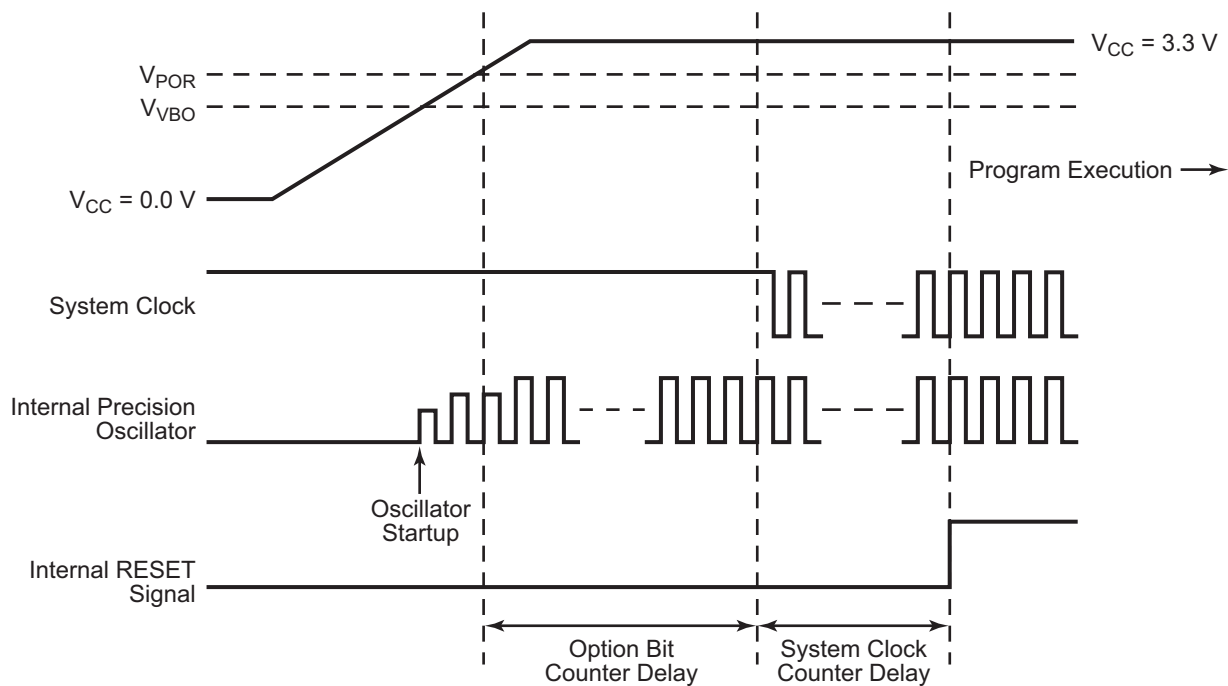 V_CC = 3.3 V
V_POR
V_VBO
Program Execution
V_CC = 0.0 V
System Clock
Internal Precision
Oscillator
Oscillator
Startup
Internal RESET
Signal
Option Bit
Counter Delay
System Clock
Counter Delay